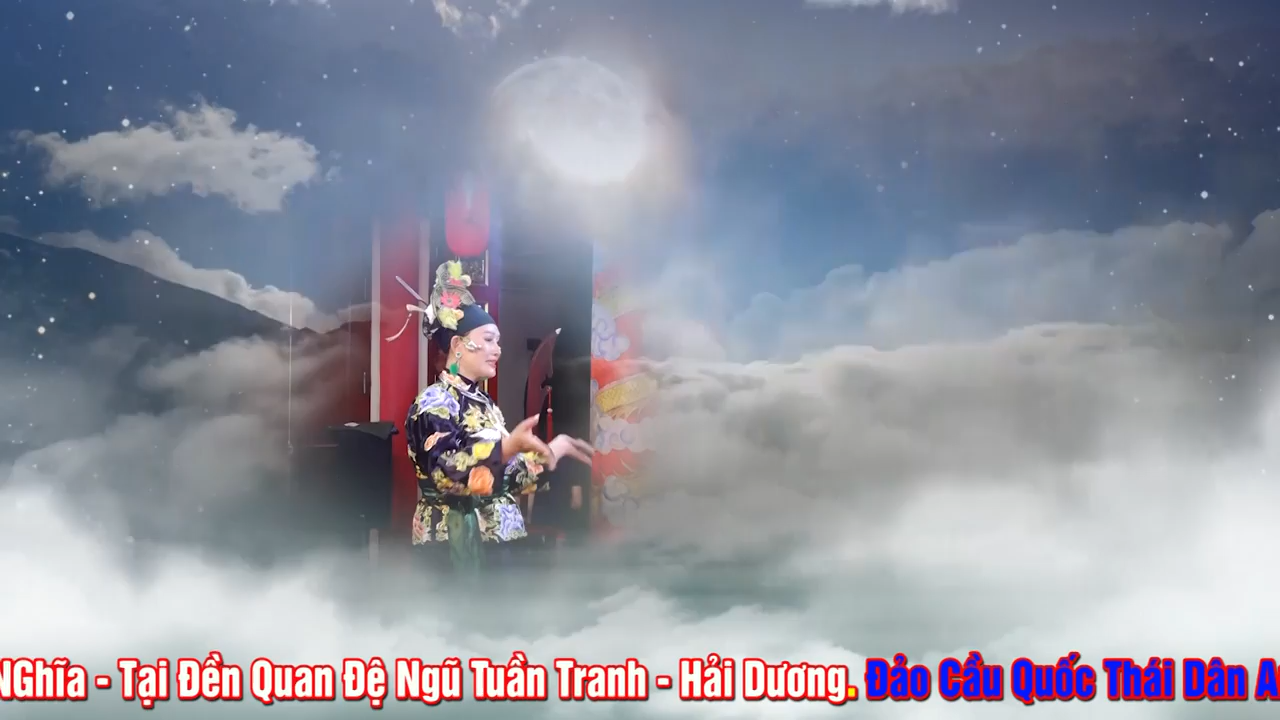 NGhĩa - Tại Đền Quan Đệ Ngũ Tuần Tranh - Hải Dương. Đảo Cầu Quốc Thái Dân A